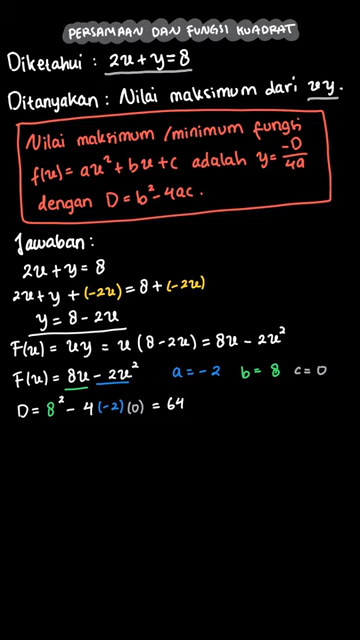 PERSAMAAN DAN FUNGSI KUADRAT
Diketahui : 2x + y = 8
Ditanyakan : Nilai maksimum dari xy.
Nilai maksimum /minimum fungsi
f(x) = ax² + bx + c adalah y = -D/4a
dengan D = b² - 4ac.
Jawaban :
2x + y = 8
2x + y + (-2x) = 8 + (-2x)
y = 8 - 2x
F(x) = xy = x (8 - 2x) = 8x - 2x²
F(x) = 8x - 2x² a = -2 b = 8 c = 0
D = 8² - 4 (-2) (0) = 64